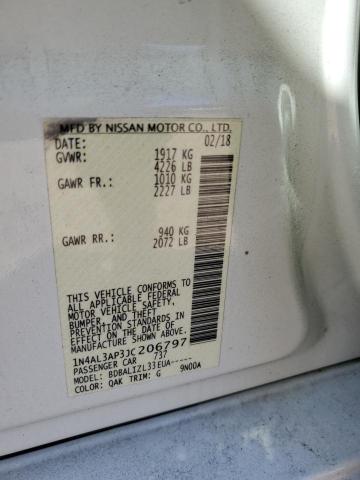 MFD BY NISSAN MOTOR CO., LTD.
DATE: 02/18
GVWR: 1917 KG
4226 LB
GAWR FR.: 1010 KG
2227 LB
GAWR RR.: 940 KG
2072 LB
THIS VEHICLE CONFORMS TO
ALL APPLICABLE FEDERAL
MOTOR VEHICLE SAFETY,
BUMPER, AND THEFT
PREVENTION STANDARDS IN
EFFECT ON THE DATE OF
MANUFACTURE SHOWN ABOVE.
1N4AL3AP3JC206797
PASSENGER CAR 737
MODEL: BDBALIZL33EUA-----
COLOR: QAK TRIM: G 9N00A